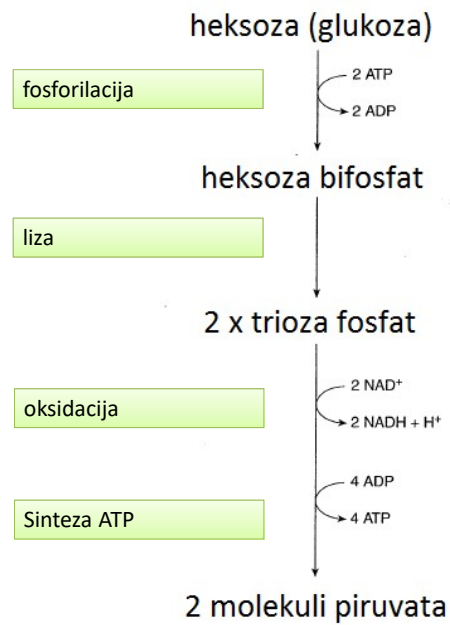 heksoza (glukoza)
fosforilacija
2 ATP
2 ADP
heksoza bifosfat
liza
2 x trioza fosfat
oksidacija
2 NAD⁺
2 NADH + H⁺
Sinteza ATP
4 ADP
4 ATP
2 molekuli piruvata